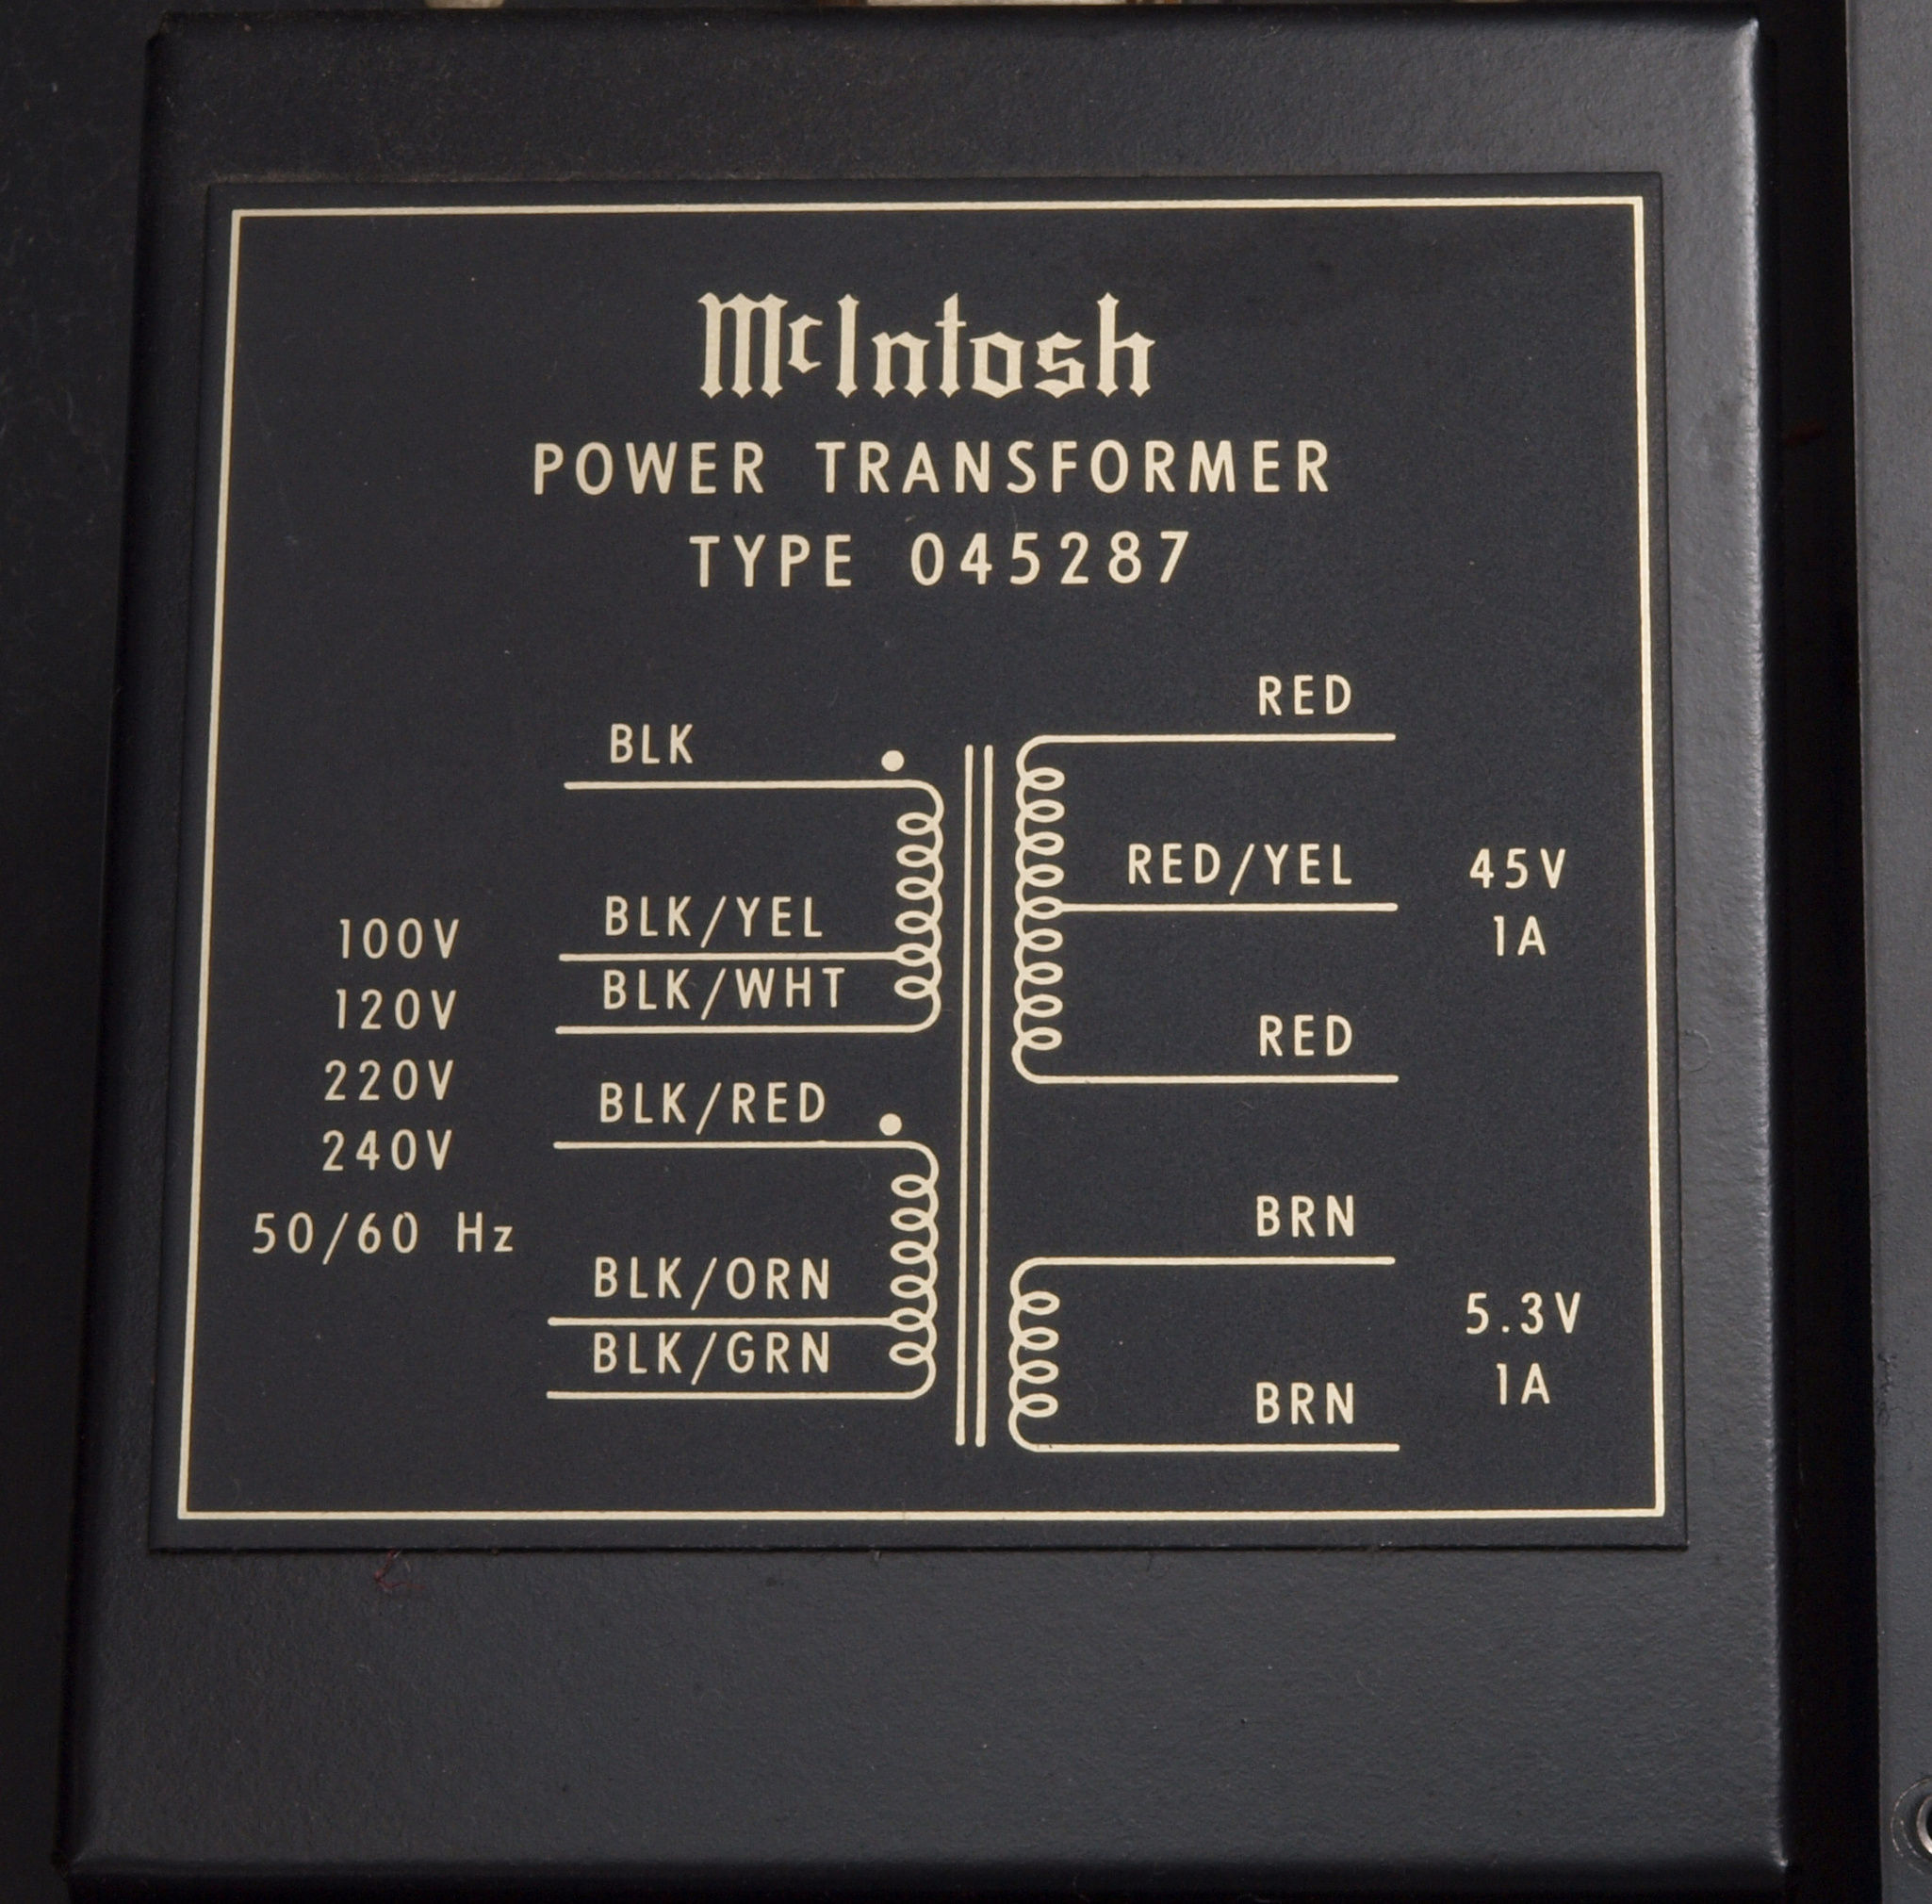 McIntosh
POWER TRANSFORMER
TYPE 045287
BLK
BLK/YEL
BLK/WHT
BLK/RED
BLK/ORN
BLK/GRN
100V
120V
220V
240V
50/60 Hz
RED
RED/YEL
RED
45V
1A
BRN
BRN
5.3V
1A